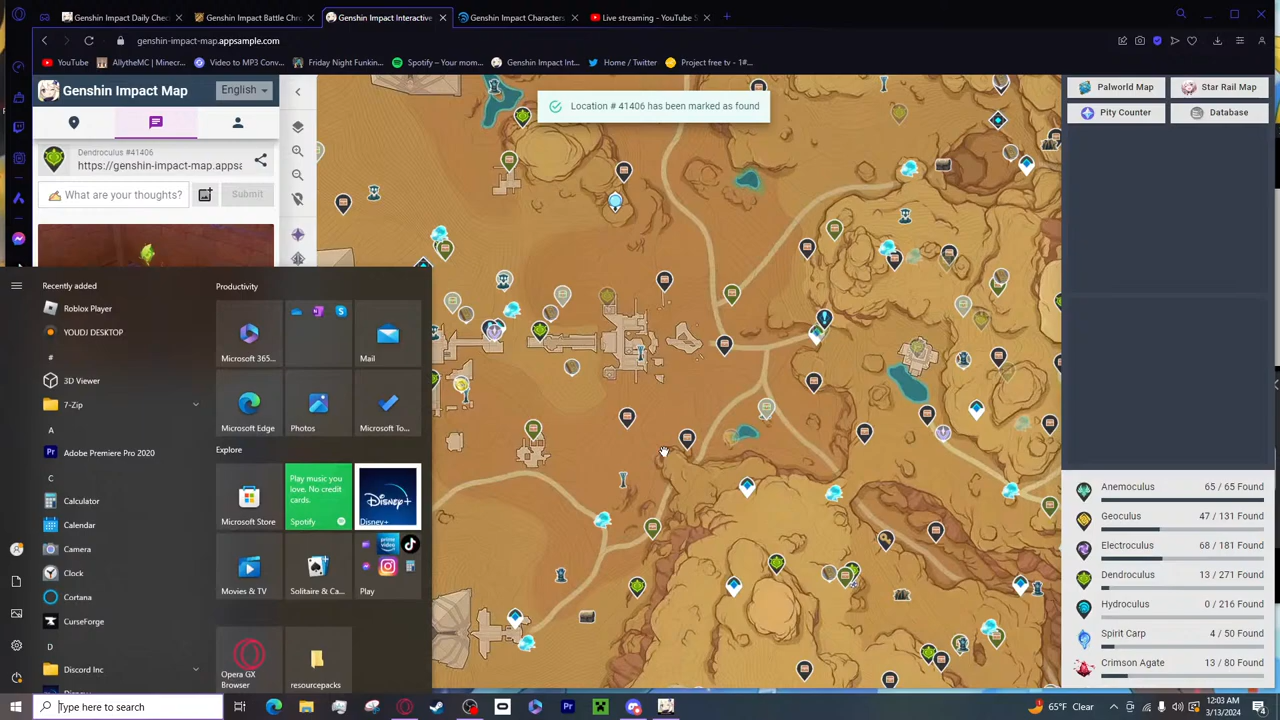 Genshin Impact Daily Chec
Genshin Impact Battle Chro
Genshin Impact Interactive
Genshin Impact Characters
Live streaming - YouTube S
genshin-impact-map.appsample.com
YouTube
AllytheMC | Minecr...
Video to MP3 Conv...
Friday Night Funkin...
Spotify – Your mom...
Genshin Impact Int...
Home / Twitter
Project free tv - 1#...
Genshin Impact Map
English
Location # 41406 has been marked as found
Palworld Map
Star Rail Map
Pity Counter
Database
Dendroculus #41406
https://genshin-impact-map.appsa
What are your thoughts?
Submit
Recently added
Roblox Player
YOUDJ DESKTOP
#
3D Viewer
7-Zip
A
Adobe Premiere Pro 2020
C
Calculator
Calendar
Camera
Clock
Cortana
CurseForge
D
Discord Inc
Productivity
Microsoft 365...
Mail
Microsoft Edge
Photos
Microsoft To...
Explore
Microsoft Store
Play music you love. No credit cards.
Spotify
Disney+
Disney+
Movies & TV
Solitaire & Ca...
Play
Opera GX Browser
resourcepacks
Anemoculus 65 / 65 Found
Geoculus 47 / 131 Found
Electroculus 68 / 181 Found
Dendroculus 13 / 271 Found
Hydroculus 0 / 216 Found
Spirit Carp 4 / 50 Found
Crimson Agate 13 / 80 Found
Type here to search
65°F Clear
12:03 AM
3/13/2024
4